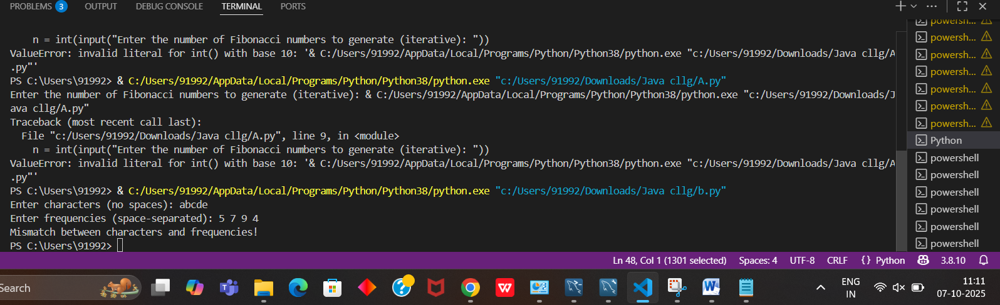 PROBLEMS 3 OUTPUT DEBUG CONSOLE TERMINAL PORTS
n = int(input("Enter the number of Fibonacci numbers to generate (iterative): "))
ValueError: invalid literal for int() with base 10: '& C:/Users/91992/AppData/Local/Programs/Python/Python38/python.exe "c:/Users/91992/Downloads/Java cllg/A
.py"'
PS C:\Users\91992> & C:/Users/91992/AppData/Local/Programs/Python/Python38/python.exe "c:/Users/91992/Downloads/Java cllg/A.py"
Enter the number of Fibonacci numbers to generate (iterative): & C:/Users/91992/AppData/Local/Programs/Python/Python38/python.exe "c:/Users/91992/Downloads/J
ava cllg/A.py"
Traceback (most recent call last):
File "c:/Users/91992/Downloads/Java cllg/A.py", line 9, in <module>
n = int(input("Enter the number of Fibonacci numbers to generate (iterative): "))
ValueError: invalid literal for int() with base 10: '& C:/Users/91992/AppData/Local/Programs/Python/Python38/python.exe "c:/Users/91992/Downloads/Java cllg/A
.py"'
PS C:\Users\91992> & C:/Users/91992/AppData/Local/Programs/Python/Python38/python.exe "c:/Users/91992/Downloads/Java cllg/b.py"
Enter characters (no spaces): abcde
Enter frequencies (space-separated): 5 7 9 4
Mismatch between characters and frequencies!
PS C:\Users\91992>
powersh...
powersh...
powersh...
powersh...
powersh...
powersh...
powersh...
Python
powershell
powershell
powershell
powershell
powershell
powershell
Ln 48, Col 1 (1301 selected) Spaces: 4 UTF-8 CRLF {} Python 3.8.10
Search
ENG
IN
11:11
07-10-2025